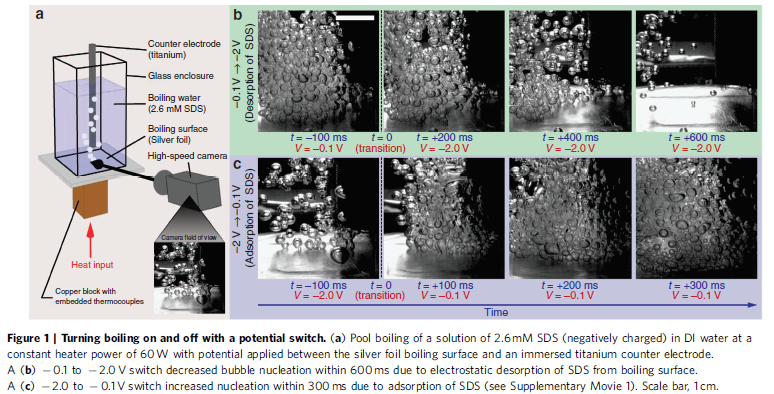 a
Counter electrode
(titanium)
Glass enclosure
Boiling water
(2.6 mM SDS)
Boiling surface
(Silver foil)
High-speed camera
Camera field of view
Heat input
Copper block with
embedded thermocouples
b
−0.1V → −2V
(Desorption of SDS)
t = −100 ms t = 0 t = +200 ms t = +400 ms t = +600 ms
V = −0.1 V (transition) V = −2.0 V V = −2.0 V V = −2.0 V
c
−2V → −0.1V
(Adsorption of SDS)
t = −100 ms t = 0 t = +100 ms t = +200 ms t = +300 ms
V = −2.0 V (transition) V = −0.1 V V = −0.1 V V = −0.1 V
Time
Figure 1 | Turning boiling on and off with a potential switch. (a) Pool boiling of a solution of 2.6 mM SDS (negatively charged) in DI water at a
constant heater power of 60 W with potential applied between the silver foil boiling surface and an immersed titanium counter electrode.
A (b) −0.1 to −2.0 V switch decreased bubble nucleation within 600 ms due to electrostatic desorption of SDS from boiling surface.
A (c) −2.0 to −0.1 V switch increased nucleation within 300 ms due to adsorption of SDS (see Supplementary Movie 1). Scale bar, 1 cm.